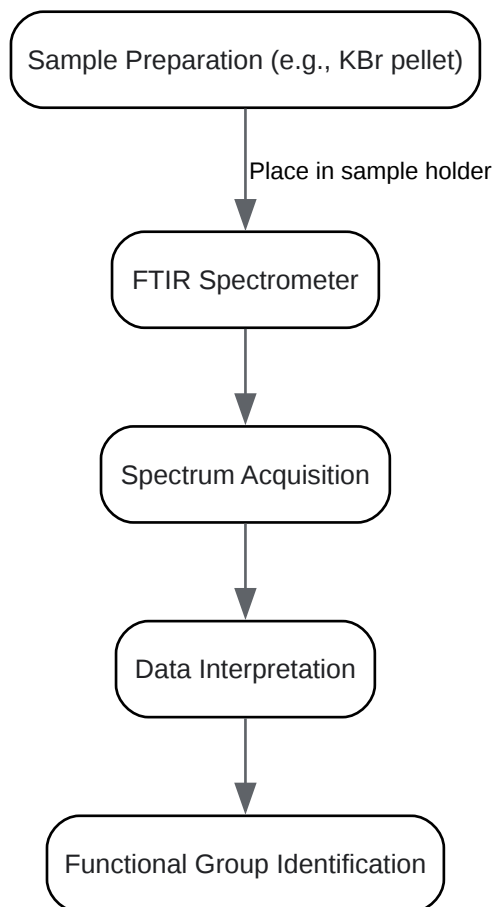 Sample Preparation (e.g., KBr pellet)
Place in sample holder
FTIR Spectrometer
Spectrum Acquisition
Data Interpretation
Functional Group Identification